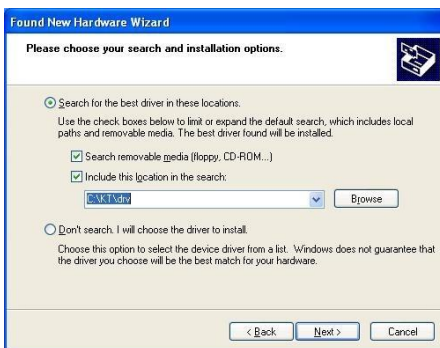 Found New Hardware Wizard
Please choose your search and installation options.
Search for the best driver in these locations.
Use the check boxes below to limit or expand the default search, which includes local
paths and removable media. The best driver found will be installed.
Search removable media (floppy, CD-ROM...)
Include this location in the search:
C:\KT\drv
Browse
Don't search. I will choose the driver to install.
Choose this option to select the device driver from a list. Windows does not guarantee that
the driver you choose will be the best match for your hardware.
< Back
Next >
Cancel